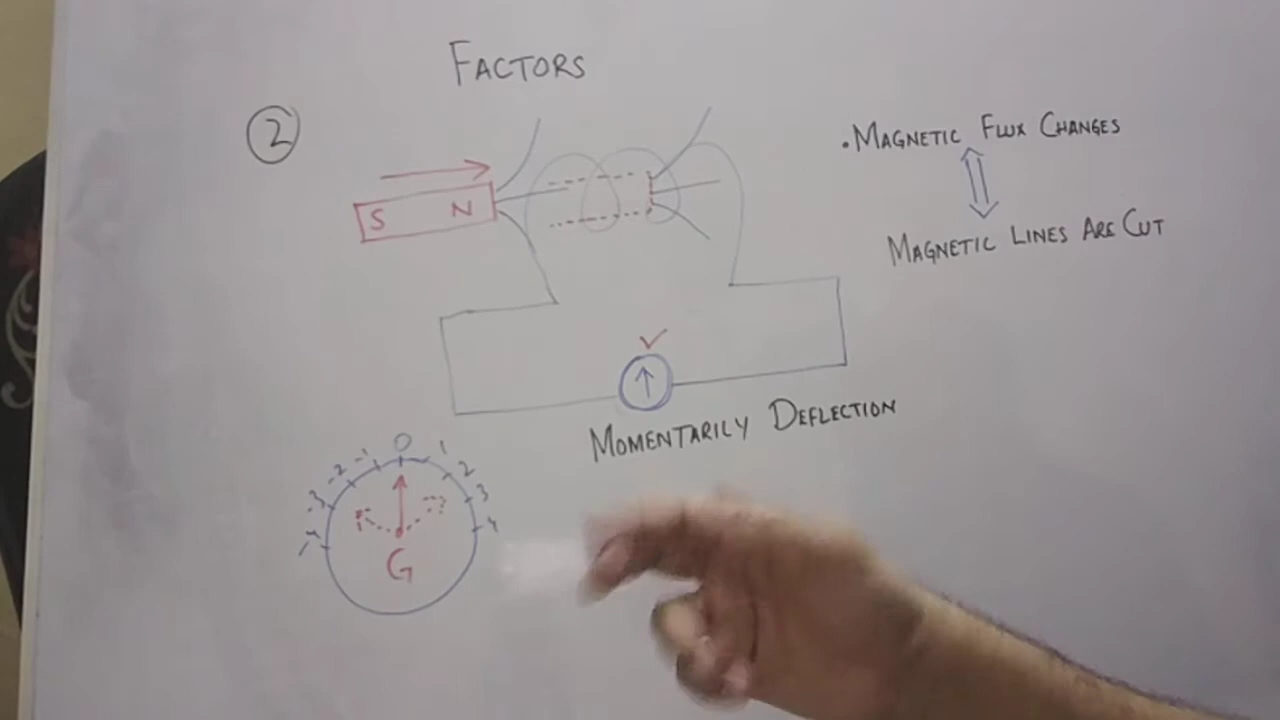 FACTORS
2
S N
.MAGNETIC FLUX CHANGES
MAGNETIC LINES ARE CUT
MOMENTARILY DEFLECTION
-4 -3 -2 -1 0 1 2 3 4
G